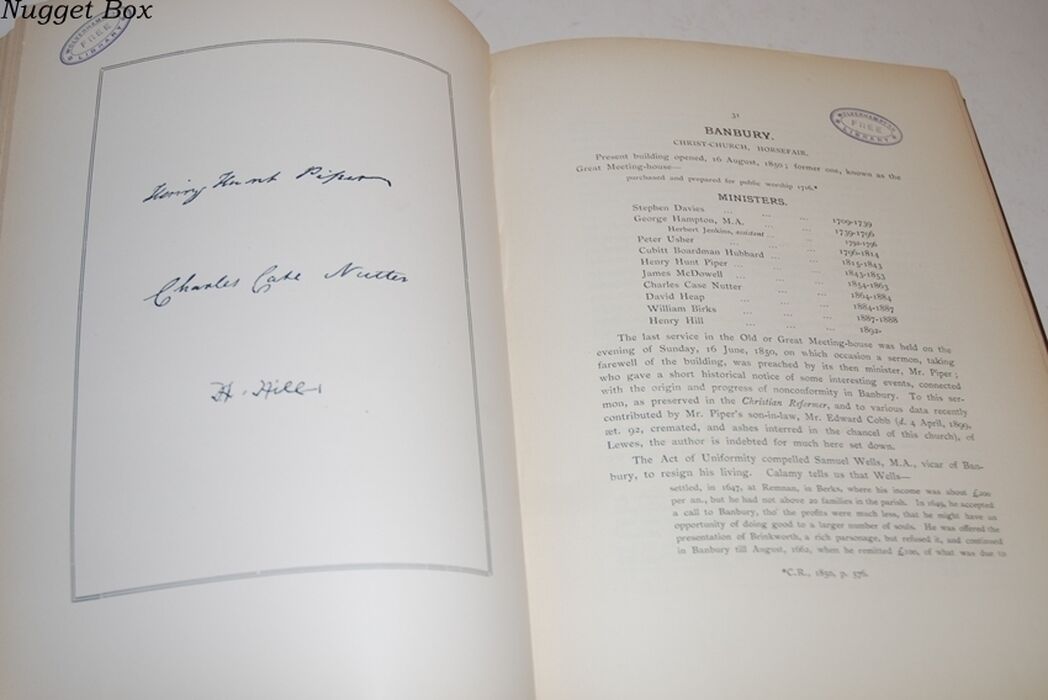 Nugget Box
WOLVERHAMPTON
FREE
LIBRARY
Henry Hunt Piper
Charles Case Nutter
H. Hill
WOLVERHAMPTON
FREE
LIBRARY
31
BANBURY.
CHRIST-CHURCH, HORSEFAIR.
Present building opened, 16 August, 1850; former one, known as the
Great Meeting-house—
purchased and prepared for public worship 1716.*
MINISTERS.
Stephen Davies ... ... ... 1709-1739
George Hampton, M.A. ... ... 1739-1796
Herbert Jenkins, assistent ... ... 1792-1796
Peter Usher ... ... 1796-1814
Cubitt Boardman Hubbard ... ... 1815-1843
Henry Hunt Piper ... ... ... 1843-1853
James McDowell ... ... ... 1854-1863
Charles Case Nutter ... ... 1864-1884
David Heap ... ... ... 1884-1887
William Birks ... ... ... 1887-1888
Henry Hill ... ... ... 1892-
The last service in the Old or Great Meeting-house was held on the
evening of Sunday, 16 June, 1850, on which occasion a sermon, taking
farewell of the building, was preached by its then minister, Mr. Piper;
who gave a short historical notice of some interesting events, connected
with the origin and progress of nonconformity in Banbury. To this ser-
mon, as preserved in the Christian Reformer, and to various data recently
contributed by Mr. Piper's son-in-law, Mr. Edward Cobb (d. 4 April, 1899,
æt. 92, cremated, and ashes interred in the chancel of this church), of
Lewes, the author is indebted for much here set down.
The Act of Uniformity compelled Samuel Wells, M.A., vicar of Ban-
bury, to resign his living. Calamy tells us that Wells—
settled, in 1647, at Remnan, in Berks, where his income was about £200
per an., but he had not above 20 families in the parish. In 1649, he accepted
a call to Banbury, tho' the profits were much less, that he might have an
opportunity of doing good to a larger number of souls. He was offered the
presentation of Brinkworth, a rich parsonage, but refused it, and continued
in Banbury till August, 1662, when he remitted £100, of what was due to
*C.R., 1850, p. 576.